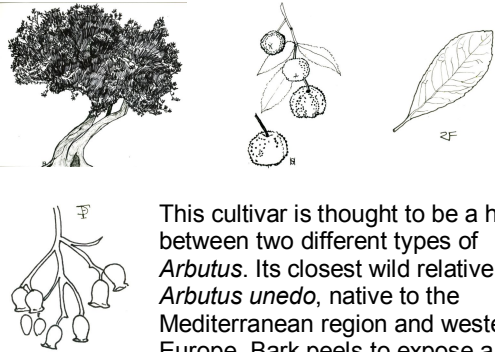 2F
This cultivar is thought to be a h
between two different types of
Arbutus. Its closest wild relative
Arbutus unedo, native to the
Mediterranean region and weste
Europe. Bark peels to expose a